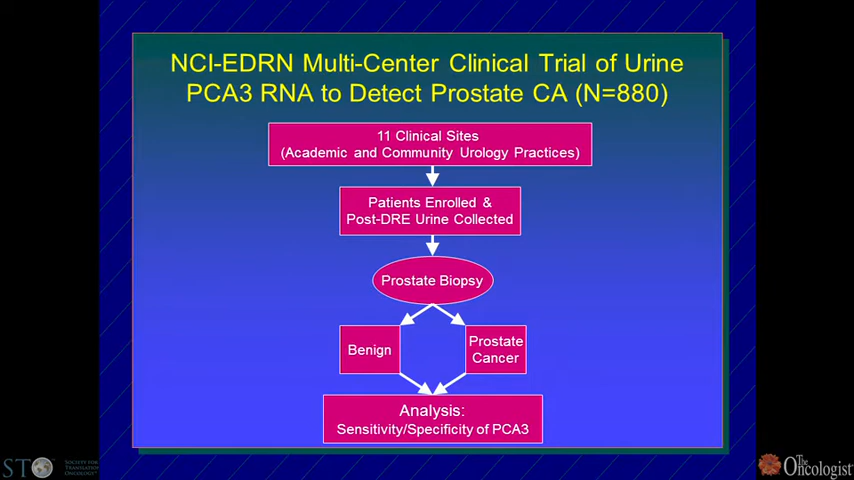 NCI-EDRN Multi-Center Clinical Trial of Urine
PCA3 RNA to Detect Prostate CA (N=880)
11 Clinical Sites
(Academic and Community Urology Practices)
Patients Enrolled &
Post-DRE Urine Collected
Prostate Biopsy
Benign
Prostate
Cancer
Analysis:
Sensitivity/Specificity of PCA3
STO
SOCIETY FOR
TRANSLATIONAL
ONCOLOGY
The
Oncologist